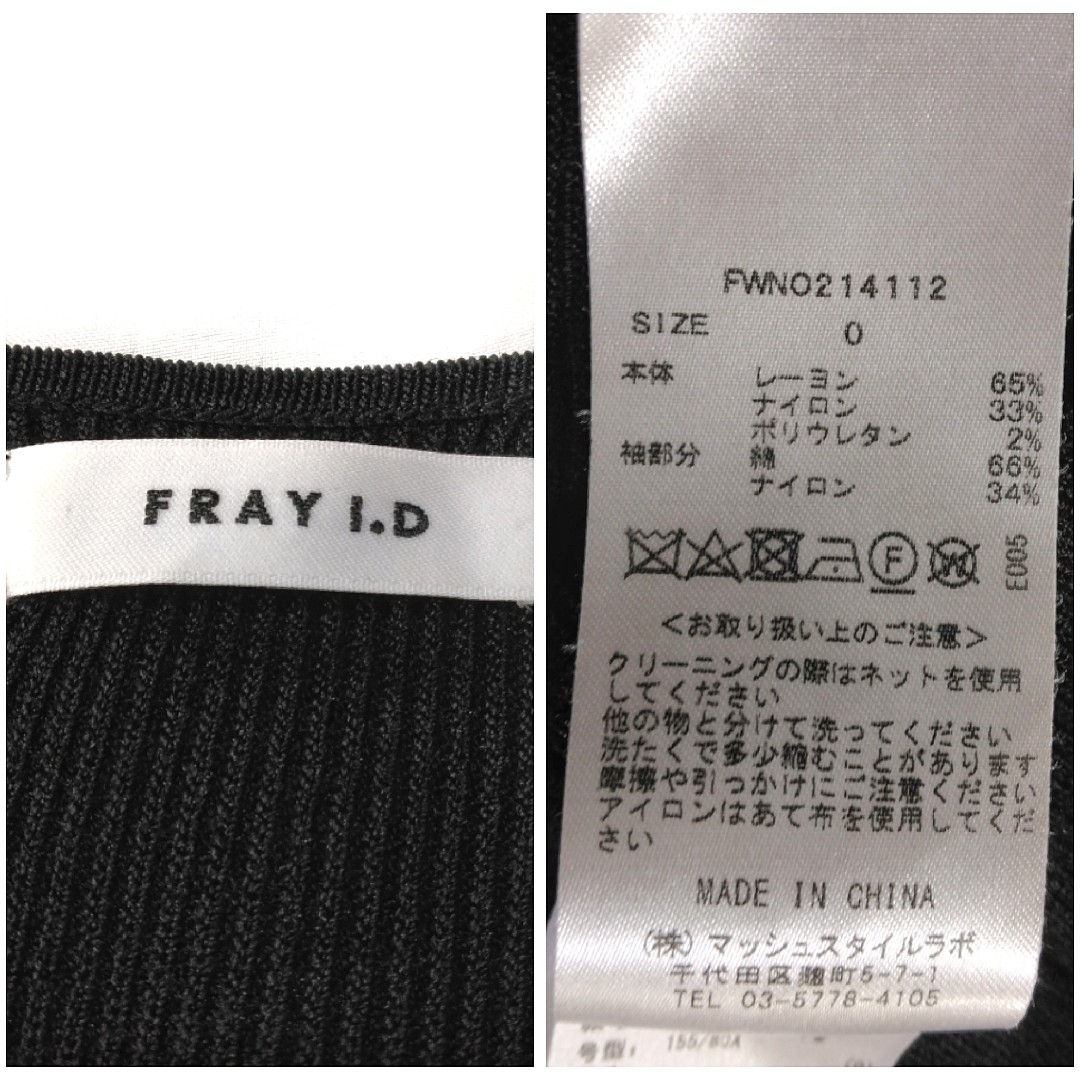 FRAY I.D
FWNO214112
SIZE 0
本体 レーヨン 65%
ナイロン 33%
ポリウレタン 2%
袖部分 綿 66%
ナイロン 34%
F W E005
<お取り扱い上のご注意>
クリーニングの際はネットを使用
してください
他の物と分けて洗ってください
洗たくで多少縮むことがあります
摩擦や引っかけにご注意ください
アイロンはあて布を使用してくだ
さい
MADE IN CHINA
(株)マッシュスタイルラボ
千代田区麹町5-7-1
TEL 03-5778-4105
号型: 155/80A